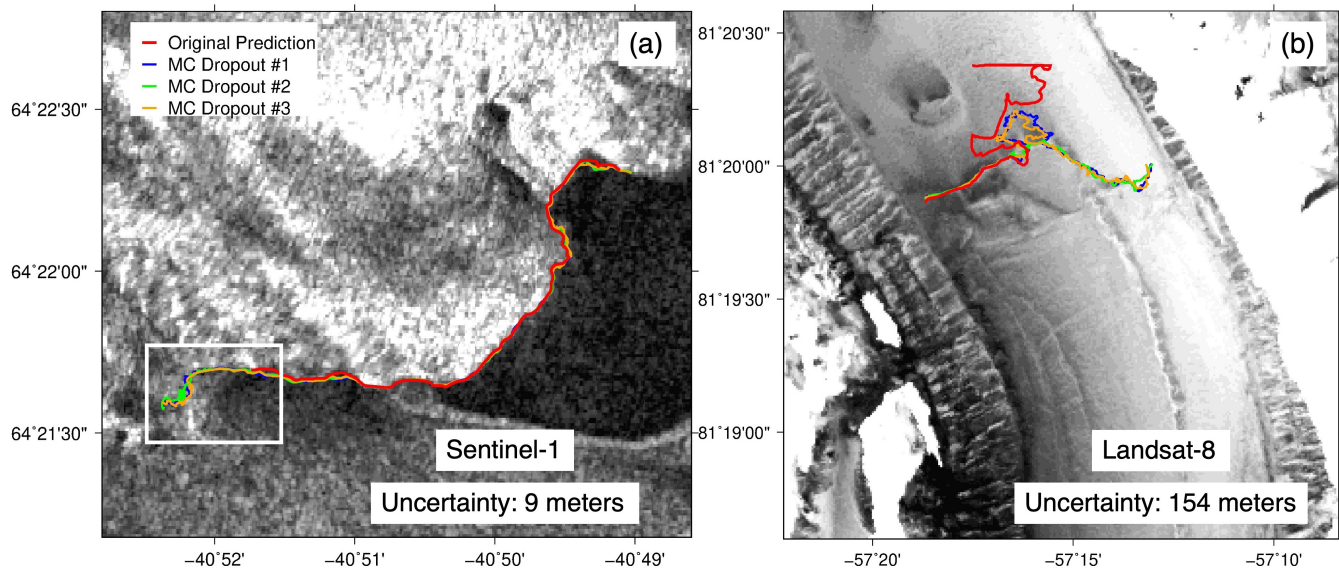 Original Prediction
MC Dropout #1
MC Dropout #2
MC Dropout #3
(a)
64˚22'30"
64˚22'00"
64˚21'30"
Sentinel-1
Uncertainty: 9 meters
−40˚52'
−40˚51'
−40˚50'
−40˚49'
(b)
81˚20'30"
81˚20'00"
81˚19'30"
81˚19'00"
Landsat-8
Uncertainty: 154 meters
−57˚20'
−57˚15'
−57˚10'